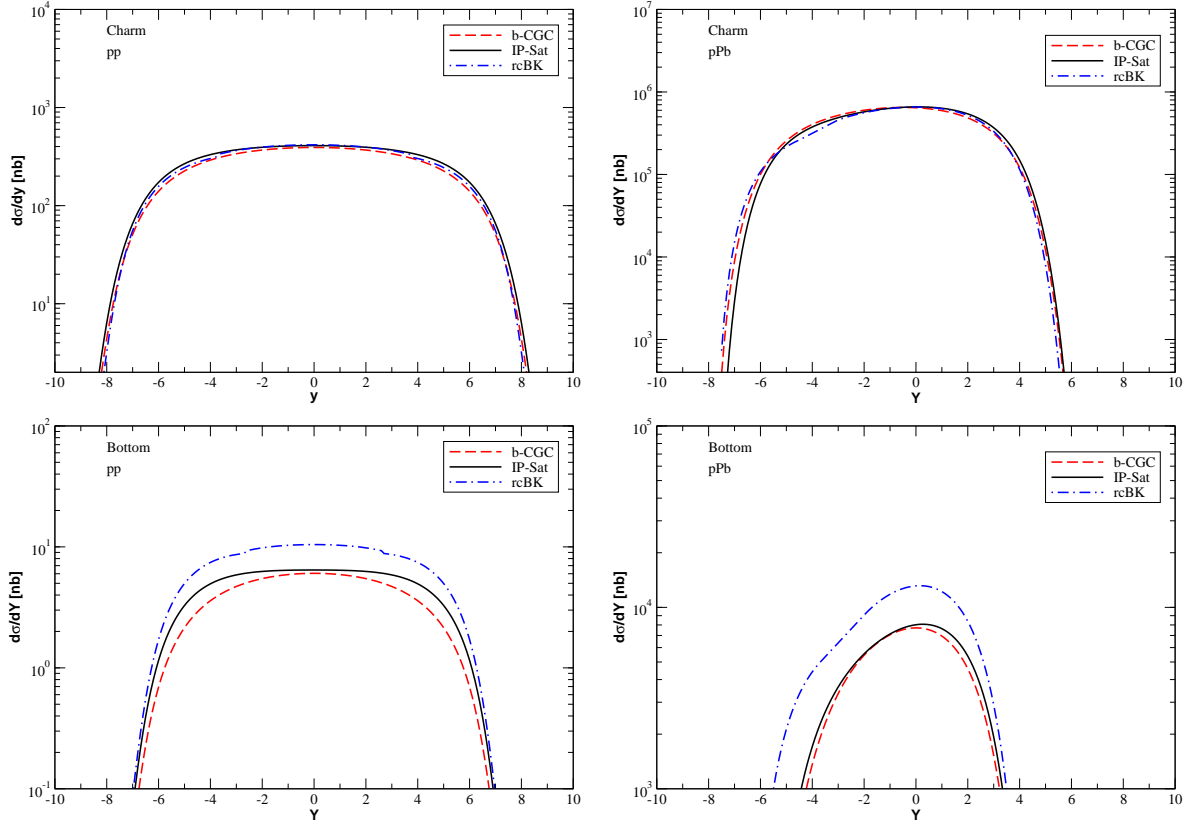 10^4
Charm
pp
b-CGC
IP-Sat
rcBK
10^3
10^2
10^1
dσ/dy [nb]
-10 -8 -6 -4 -2 0 2 4 6 8 10
y
10^7
Charm
pPb
b-CGC
IP-Sat
rcBK
10^6
10^5
10^4
10^3
dσ/dY [nb]
-10 -8 -6 -4 -2 0 2 4 6 8 10
Y
10^2
Bottom
pp
b-CGC
IP-Sat
rcBK
10^1
10^0
10^-1
dσ/dY [nb]
-10 -8 -6 -4 -2 0 2 4 6 8 10
Y
10^5
Bottom
pPb
b-CGC
IP-Sat
rcBK
10^4
10^3
dσ/dY [nb]
-10 -8 -6 -4 -2 0 2 4 6 8 10
Y